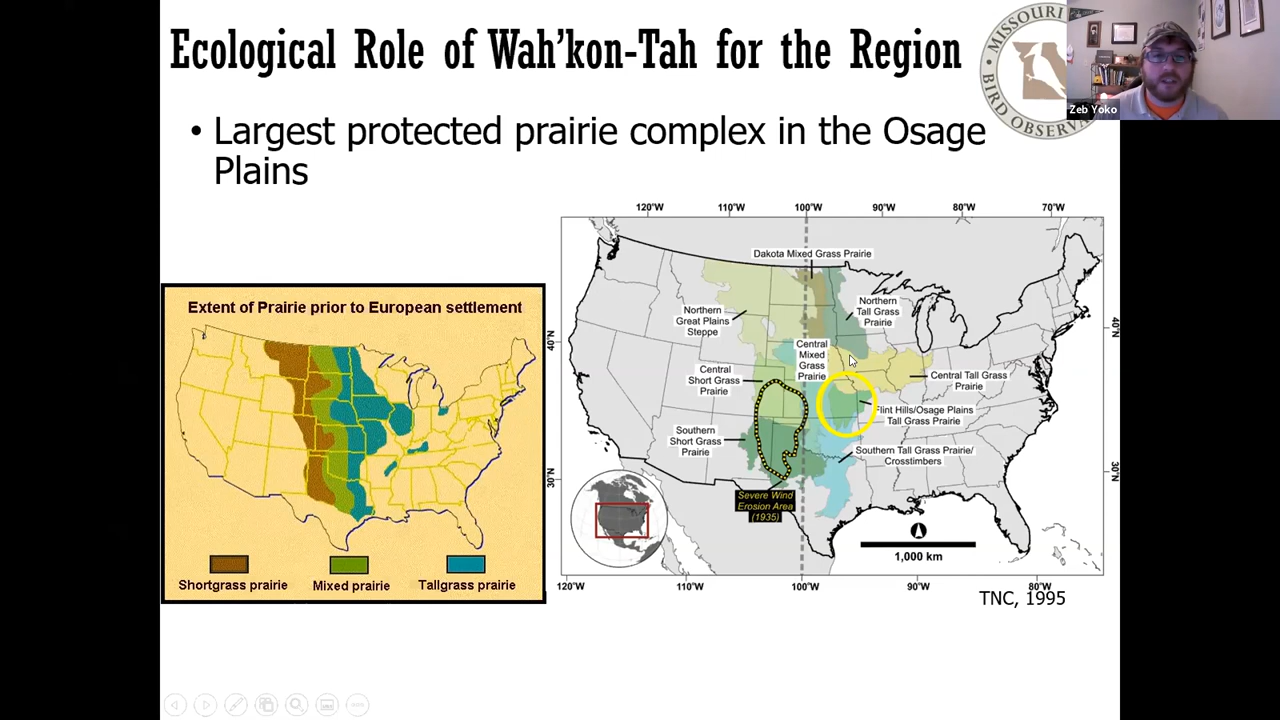 Ecological Role of Wah'kon-Tah for the Region
MISSOURI
BIRD OBSERVA
Zeb Yoko
• Largest protected prairie complex in the Osage
Plains
Extent of Prairie prior to European settlement
Shortgrass prairie
Mixed prairie
Tallgrass prairie
120°W
110°W
100°W
90°W
80°W
70°W
Dakota Mixed Grass Prairie
Northern
Great Plains
Steppe
Northern
Tall Grass
Prairie
40°N
40°N
Central
Mixed
Grass
Prairie
Central
Short Grass
Prairie
Central Tall Grass
Prairie
Flint Hills/Osage Plains
Tall Grass Prairie
Southern
Short Grass
Prairie
Southern Tall Grass Prairie/
Crosstimbers
30°N
30°N
Severe Wind
Erosion Area
(1935)
1,000 km
120°W
110°W
100°W
90°W
80°W
TNC, 1995